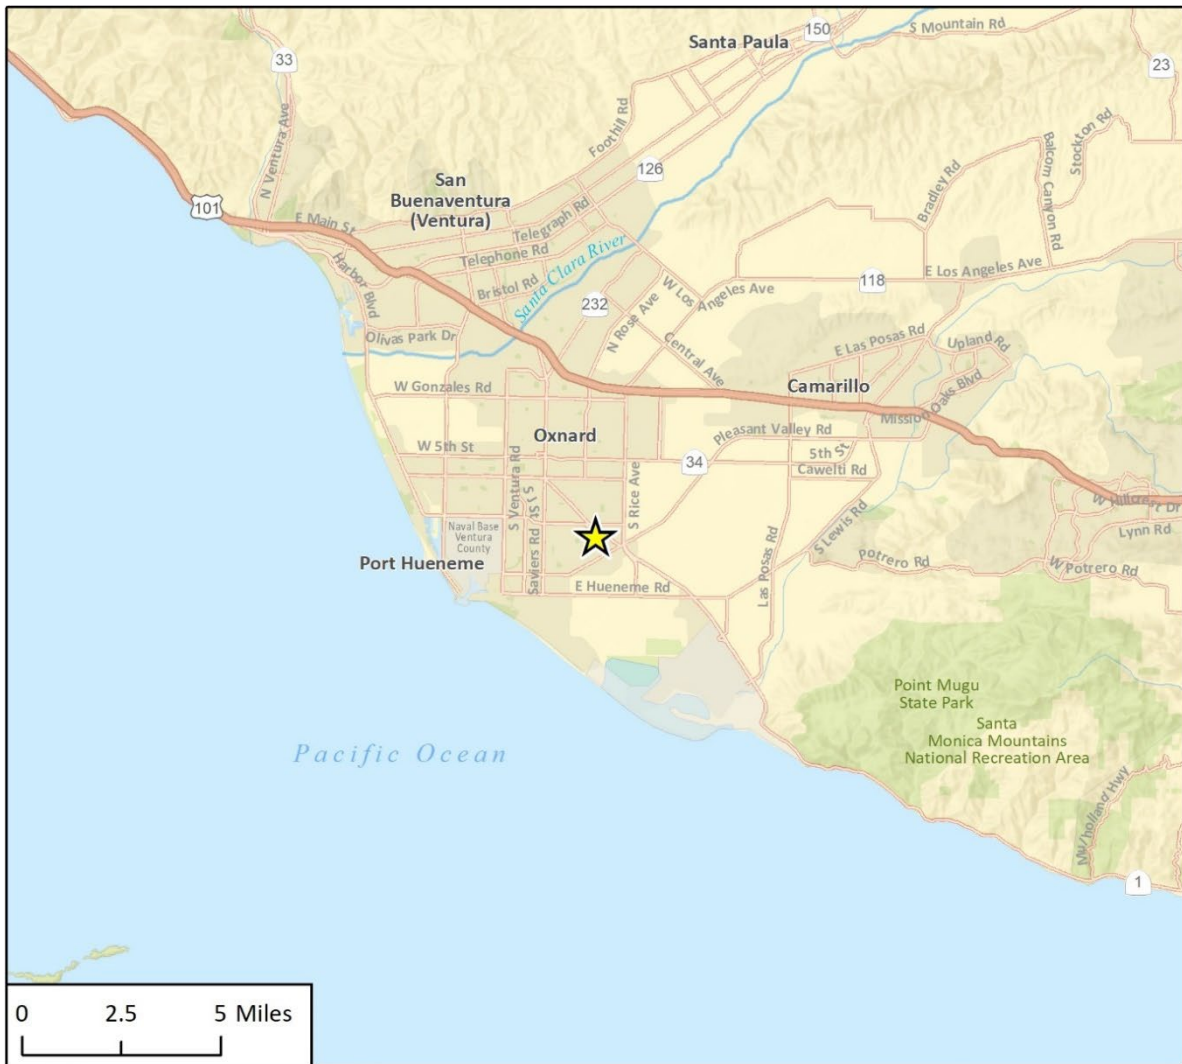 150
S Mountain Rd
Santa Paula
33
23
Foothill Rd
Stockton Rd
Balcom Canyon Rd
N Ventura Ave
126
Bradley Rd
San
Buenaventura
(Ventura)
101
E Main St
Telegraph Rd
Telephone Rd
Santa Clara River
Harbor Blvd
Bristol Rd
W Los Angeles Ave
E Los Angeles Ave
118
232
N Rose Ave
Olivas Park Dr
Central Ave
E Las Posas Rd
Upland Rd
W Gonzales Rd
Camarillo
Mission Oaks Blvd
Oxnard
Pleasant Valley Rd
W 5th St
5th St
34
Cawelti Rd
S Ventura Rd
S J St
S Rice Ave
W Hillcrest Dr
Lynn Rd
Naval Base
Ventura
County
Saviers Rd
Las Posas Rd
S Lewis Rd
Potrero Rd
W Potrero Rd
Port Hueneme
E Hueneme Rd
Point Mugu
State Park
Santa
Monica Mountains
National Recreation Area
Pacific Ocean
Mulholland Hwy
1
0 2.5 5 Miles